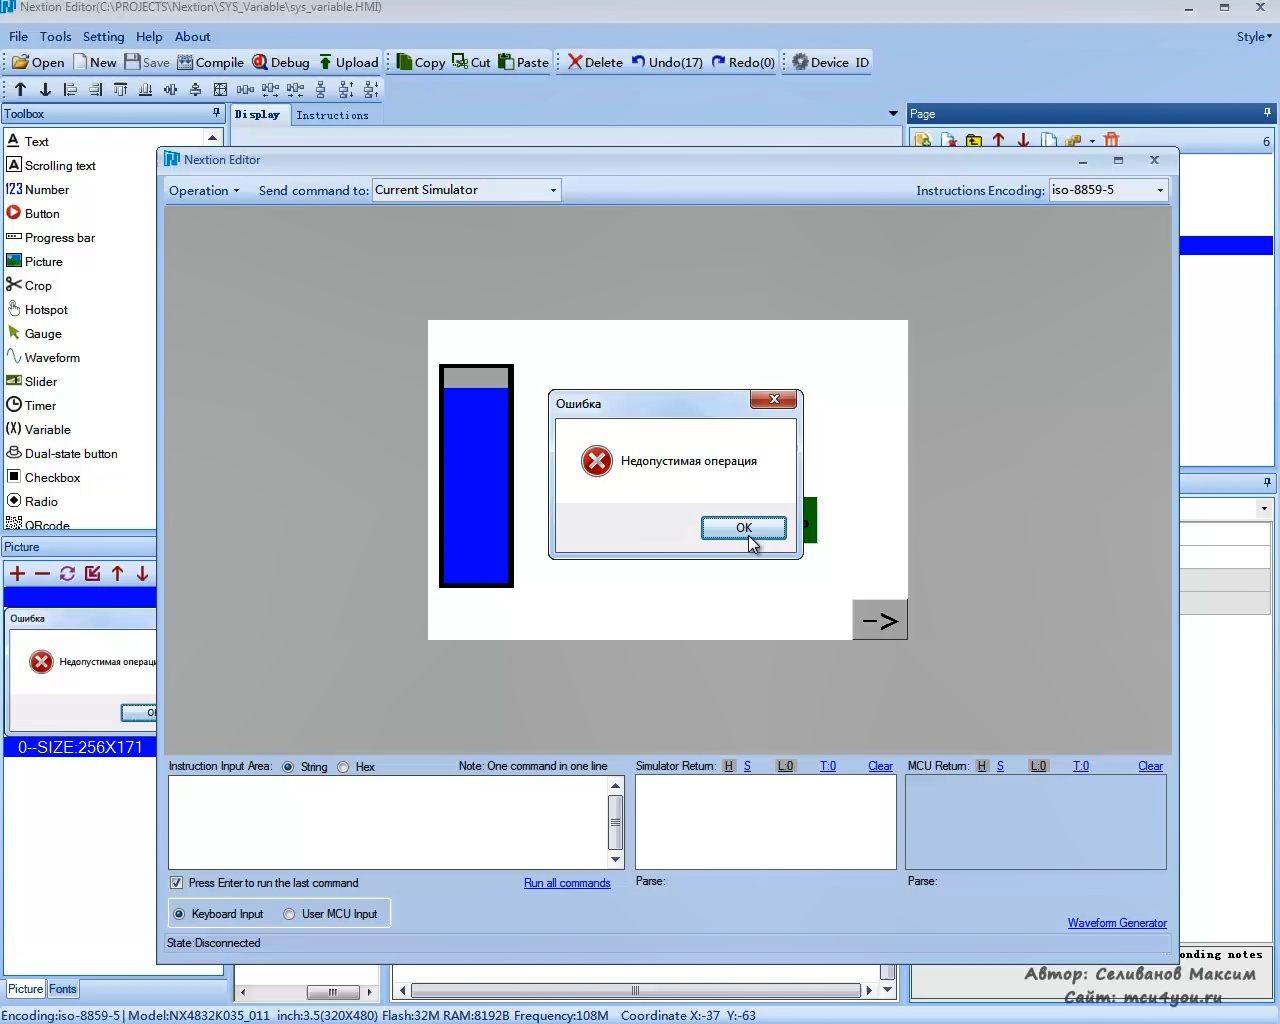 Nextion Editor(C:\PROJECTS\Nextion\SYS_Variable\sys_variable.HMI)
File Tools Setting Help About
Style
Open New Save Compile Debug Upload Copy Cut Paste Delete Undo(17) Redo(0) Device ID
Toolbox
Display Instructions
Page
6
Text
Scrolling text
123 Number
Button
Progress bar
Picture
Crop
Hotspot
Gauge
Waveform
Slider
Timer
(X) Variable
Dual-state button
Checkbox
Radio
QRcode
Picture
Ошибка
Недопустимая операци
0--SIZE:256X171
Picture Fonts
Nextion Editor
Operation Send command to: Current Simulator
Instructions Encoding: iso-8859-5
Ошибка
Недопустимая операция
OK
-->
Instruction Input Area: String Hex Note: One command in one line
Simulator Return: H S L:0 T:0 Clear
MCU Return: H S L:0 T:0 Clear
Press Enter to run the last command Run all commands
Parse:
Parse:
Keyboard Input User MCU Input
Waveform Generator
State:Disconnected
onding notes
Автор: Селиванов Максим
Сайт: mcu4you.ru
Encoding:iso-8859-5| Model:NX4832K035_011 inch:3.5(320X480) Flash:32M RAM:8192B Frequency:108M Coordinate X:-37 Y:-63